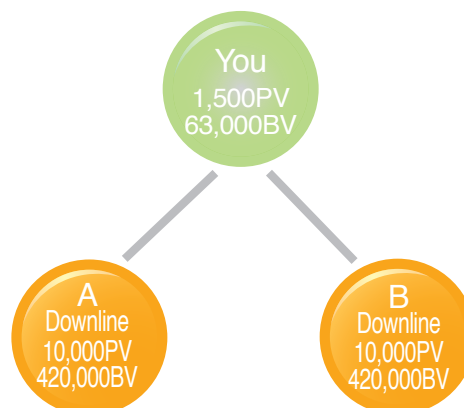 You
1,500PV
63,000BV
A
Downline
10,000PV
420,000BV
B
Downline
10,000PV
420,000BV